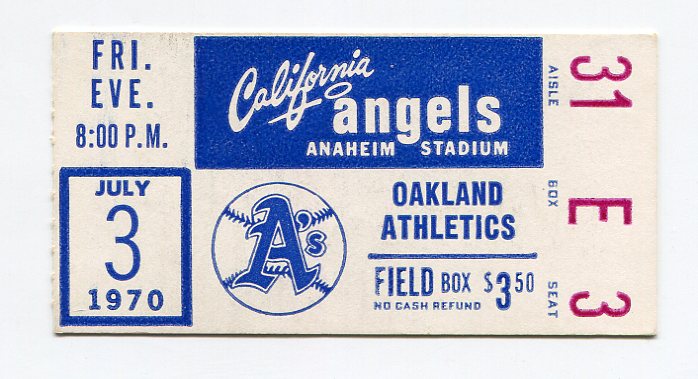 FRI.
EVE.
8:00 P.M.
JULY
3
1970
California
angels
ANAHEIM STADIUM
A's
OAKLAND
ATHLETICS
FIELD BOX $3.50
NO CASH REFUND
AISLE 31
BOX E
SEAT 3